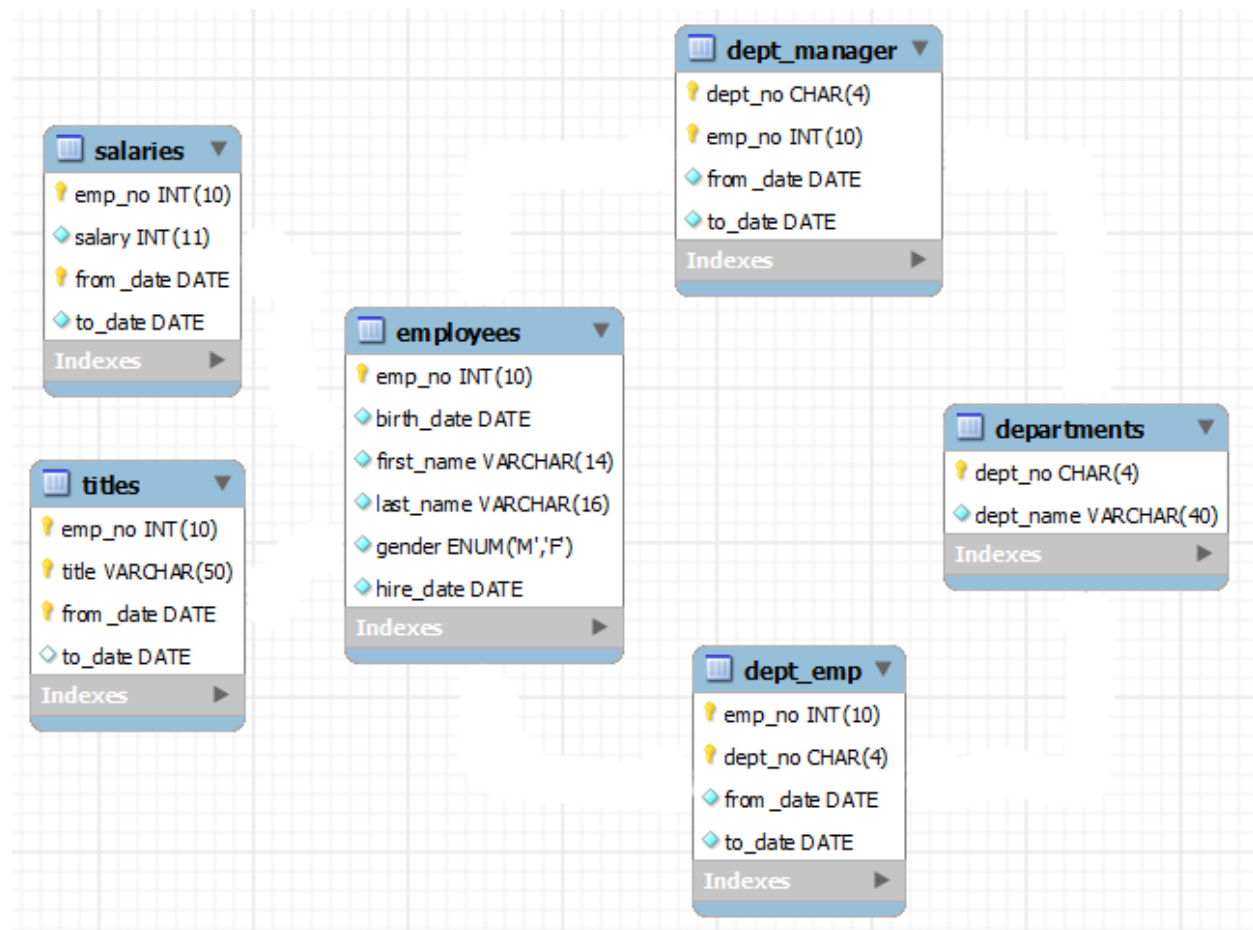 dept_manager
dept_no CHAR(4)
emp_no INT(10)
from_date DATE
to_date DATE
Indexes
salaries
emp_no INT(10)
salary INT(11)
from_date DATE
to_date DATE
Indexes
employees
emp_no INT(10)
birth_date DATE
first_name VARCHAR(14)
last_name VARCHAR(16)
gender ENUM('M','F')
hire_date DATE
Indexes
departments
dept_no CHAR(4)
dept_name VARCHAR(40)
Indexes
titles
emp_no INT(10)
title VARCHAR(50)
from_date DATE
to_date DATE
Indexes
dept_emp
emp_no INT(10)
dept_no CHAR(4)
from_date DATE
to_date DATE
Indexes